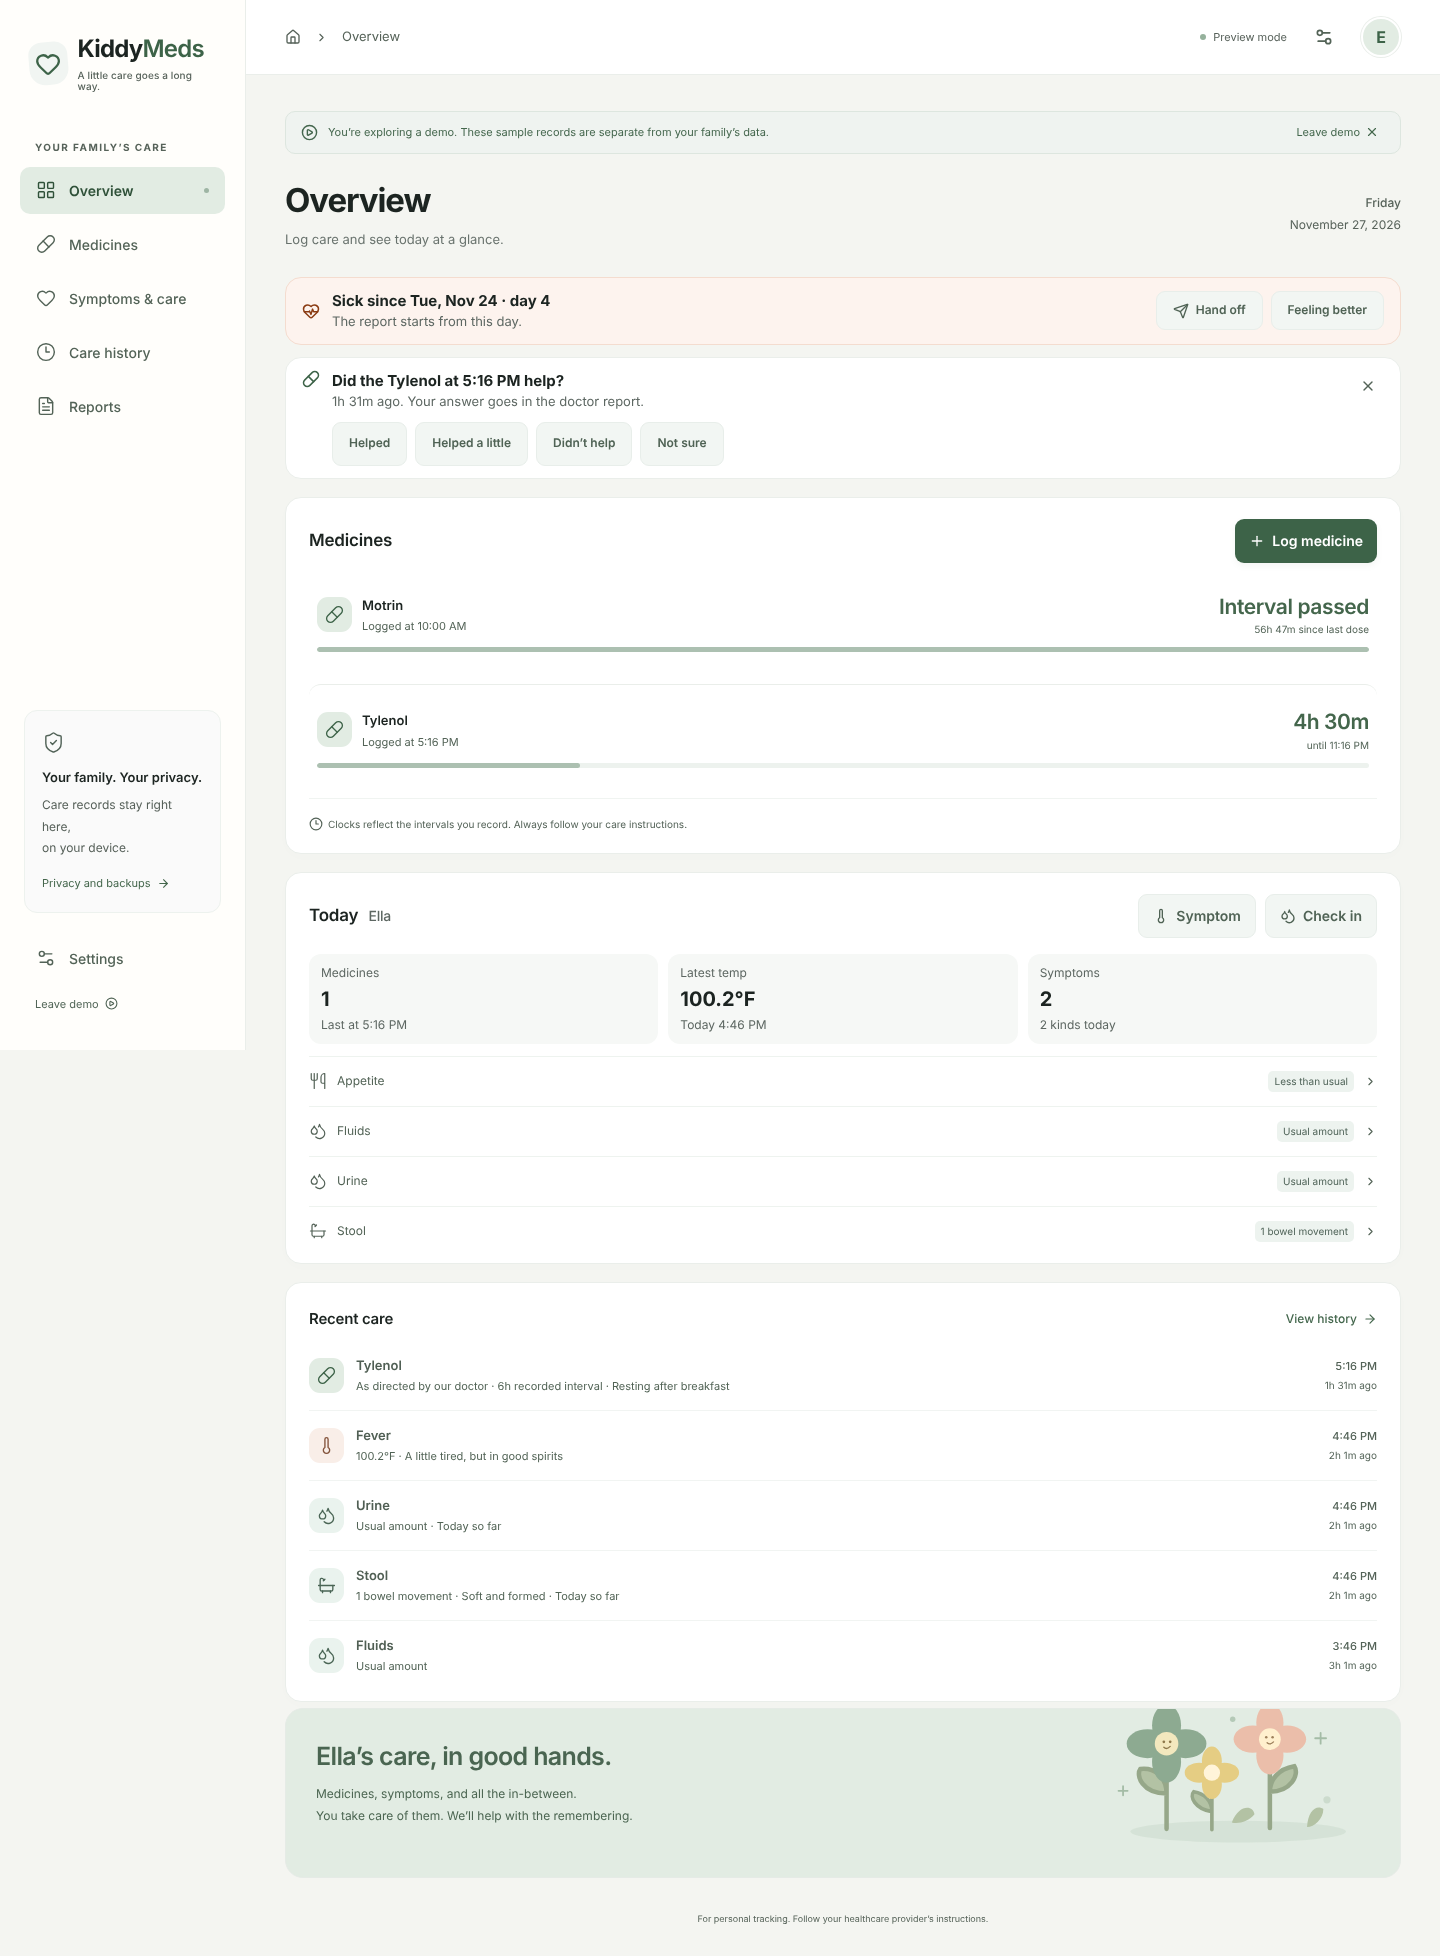 KiddyMeds
A little care goes a long
way.
YOUR FAMILY’S CARE
Overview
Medicines
Symptoms & care
Care history
Reports
Your family. Your privacy.
Care records stay right
here,
on your device.
Privacy and backups
Settings
Leave demo
Overview
Preview mode
E
You’re exploring a demo. These sample records are separate from your family’s data.
Leave demo
Overview
Log care and see today at a glance.
Friday
November 27, 2026
Sick since Tue, Nov 24 · day 4
The report starts from this day.
Hand off
Feeling better
Did the Tylenol at 5:16 PM help?
1h 31m ago. Your answer goes in the doctor report.
Helped
Helped a little
Didn’t help
Not sure
Medicines
Log medicine
Motrin
Logged at 10:00 AM
Interval passed
56h 47m since last dose
Tylenol
Logged at 5:16 PM
4h 30m
until 11:16 PM
Clocks reflect the intervals you record. Always follow your care instructions.
Today Ella
Symptom
Check in
Medicines
1
Last at 5:16 PM
Latest temp
100.2°F
Today 4:46 PM
Symptoms
2
2 kinds today
Appetite
Less than usual
Fluids
Usual amount
Urine
Usual amount
Stool
1 bowel movement
Recent care
View history
Tylenol
As directed by our doctor · 6h recorded interval · Resting after breakfast
5:16 PM
1h 31m ago
Fever
100.2°F · A little tired, but in good spirits
4:46 PM
2h 1m ago
Urine
Usual amount · Today so far
4:46 PM
2h 1m ago
Stool
1 bowel movement · Soft and formed · Today so far
4:46 PM
2h 1m ago
Fluids
Usual amount
3:46 PM
3h 1m ago
Ella’s care, in good hands.
Medicines, symptoms, and all the in-between.
You take care of them. We’ll help with the remembering.
For personal tracking. Follow your healthcare provider’s instructions.